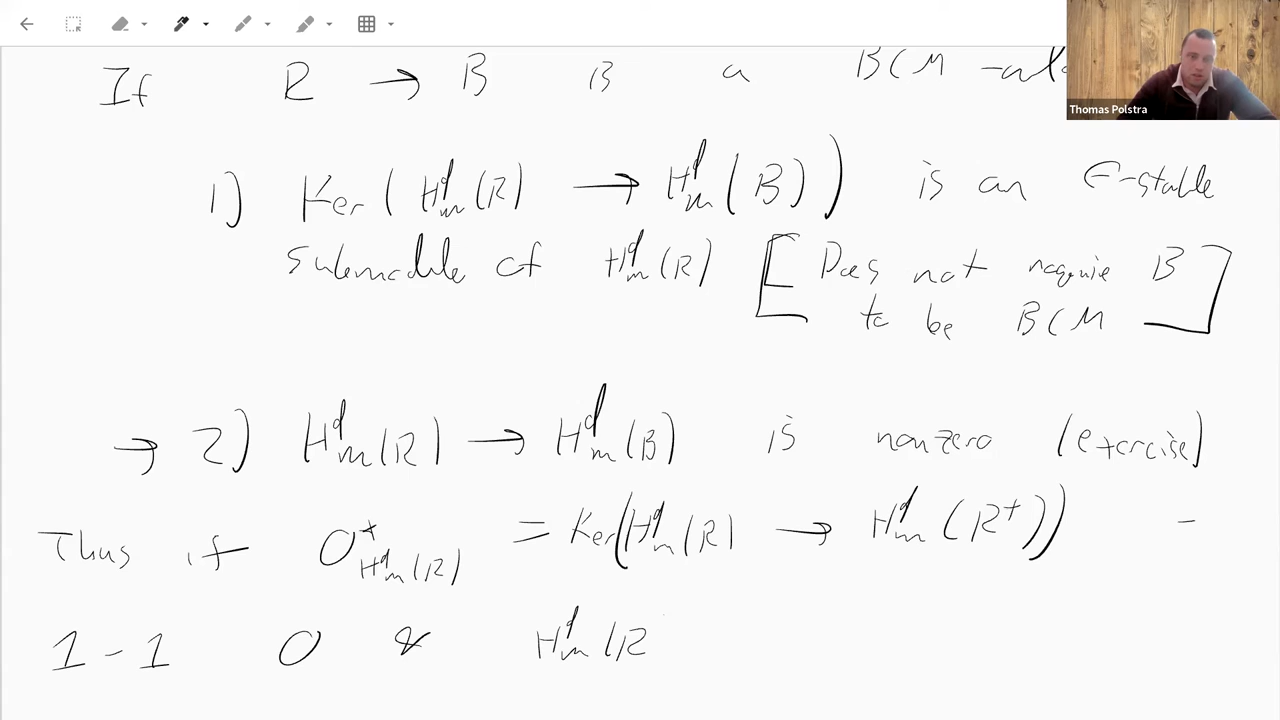 If R → B B a BCM
Thomas Polstra
1) Ker( H^d_m(R) → H^d_m(B) ) is an F-stable
submodule of H^d_m(R) [ Does not require B
to be BCM ]
→ 2) H^d_m(R) → H^d_m(B) is nonzero (exercise)
Thus if 0^*_{H^d_m(R)} = Ker(H^d_m(R) → H^d_m(R^+))
1-1 0 & H^d_m(R